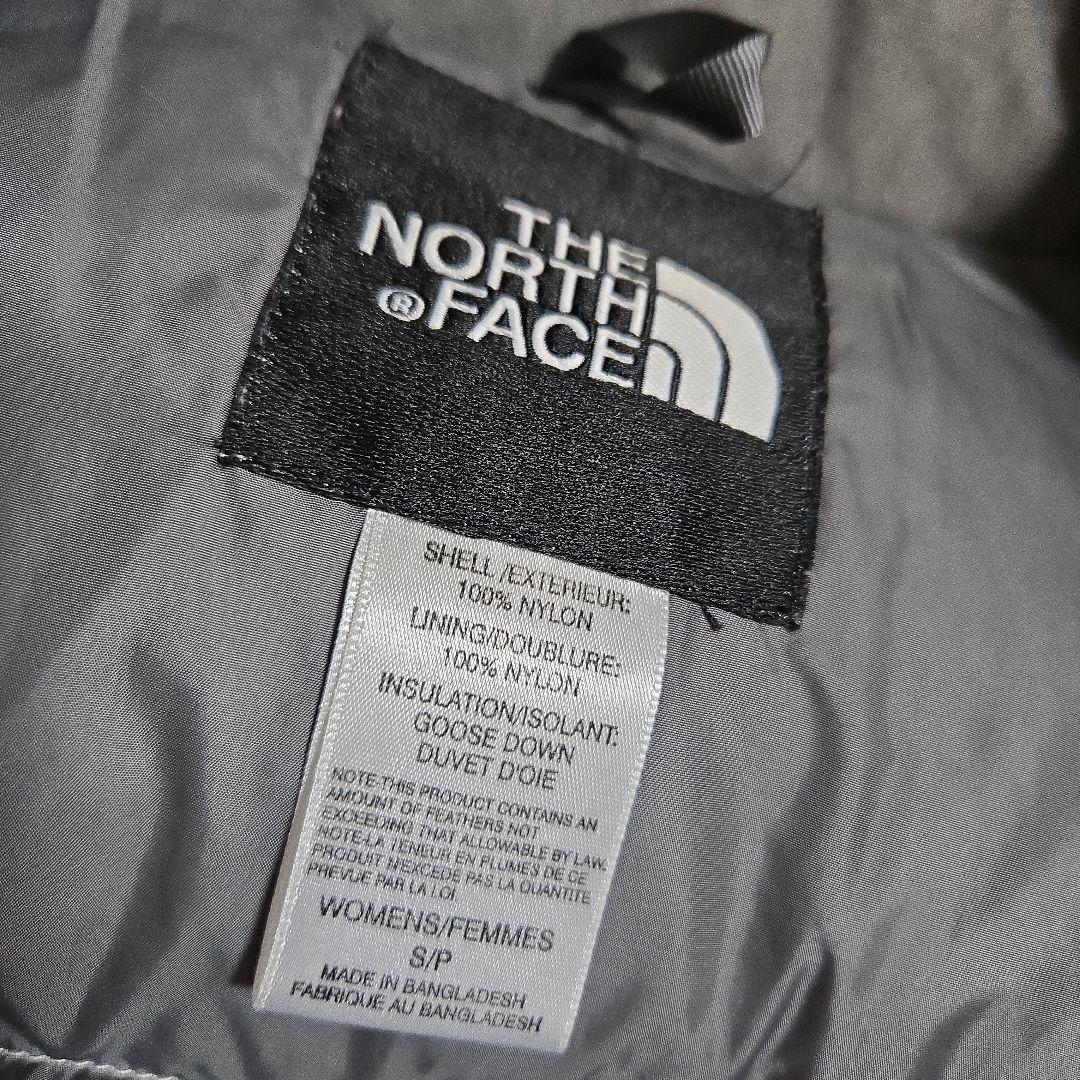 THE
NORTH
®FACE
SHELL/EXTERIEUR:
100% NYLON
LINING/DOUBLURE:
100% NYLON
INSULATION/ISOLANT:
GOOSE DOWN
DUVET D'OIE
NOTE-THIS PRODUCT CONTAINS AN
AMOUNT OF FEATHERS NOT
EXCEEDING THAT ALLOWABLE BY LAW.
NOTE-LA TENEUR EN PLUMES DE CE
PRODUIT N'EXCEDE PAS LA QUANTITE
PREVUE PAR LA LOI
WOMENS/FEMMES
S/P
MADE IN BANGLADESH
FABRIQUE AU BANGLADESH